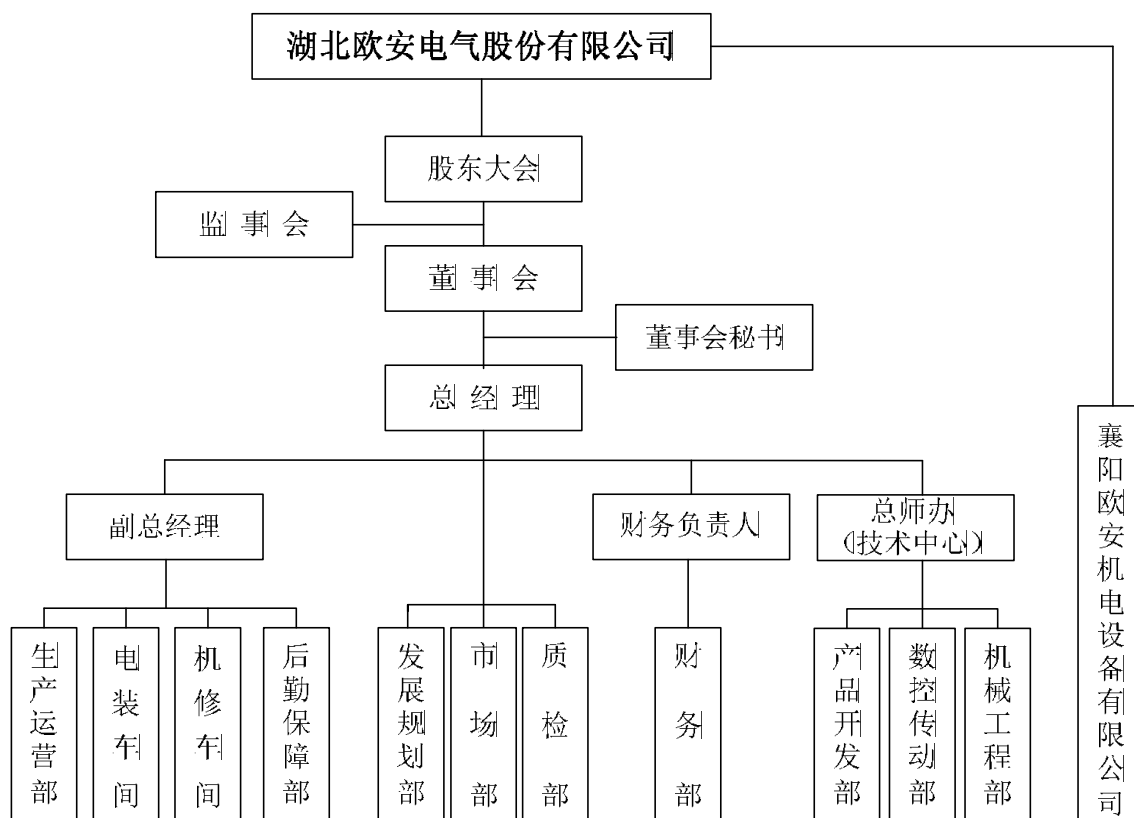 湖北欧安电气股份有限公司
股东大会
监事会
董事会
董事会秘书
总经理
副总经理
财务负责人
总师办
（技术中心）
生产运营部
电装车间
机修车间
后勤保障部
发展规划部
市场部
质检部
财务部
产品开发部
数控传动部
机械工程部
襄阳欧安机电设备有限公司